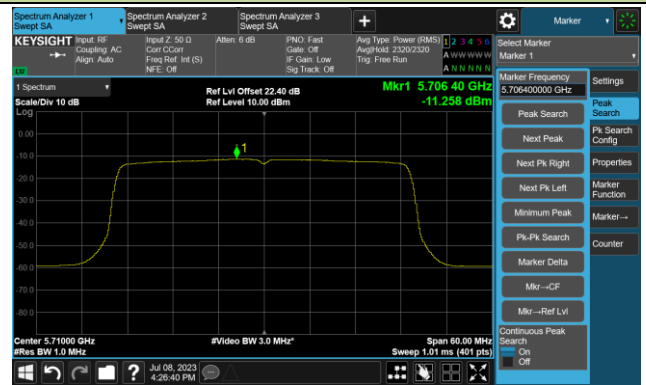 Spectrum Analyzer 1
Swept SA
Spectrum Analyzer 2
Swept SA
Spectrum Analyzer 3
Swept SA
Marker
KEYSIGHT
Input: RF
Coupling: AC
Align: Auto
Input Z: 50 Ω
Corr CCorr
Freq Ref: Int (S)
NFE: Off
Atten: 6 dB
PNO: Fast
Gate: Off
IF Gain: Low
Sig Track: Off
Avg Type: Power (RMS)
Avg|Hold: 2320/2320
Trig: Free Run
1 2 3 4 5 6
A W W W W W
A N N N N N
LW
Select Marker
Marker 1
1 Spectrum
Scale/Div 10 dB
Log
Ref Lvl Offset 22.40 dB
Ref Level 10.00 dBm
Mkr1 5.706 40 GHz
-11.258 dBm
1
0.00
-10.0
-20.0
-30.0
-40.0
-50.0
-60.0
-70.0
-80.0
Center 5.71000 GHz
#Res BW 1.0 MHz
#Video BW 3.0 MHz*
Span 60.00 MHz
Sweep 1.01 ms (401 pts)
Marker Frequency
5.706400000 GHz
Peak Search
Next Peak
Next Pk Right
Next Pk Left
Minimum Peak
Pk-Pk Search
Marker Delta
Mkr→CF
Mkr→Ref Lvl
Continuous Peak
Search
On
Off
Settings
Peak
Search
Pk Search
Config
Properties
Marker
Function
Marker→
Counter
?
Jul 08, 2023
4:26:40 PM